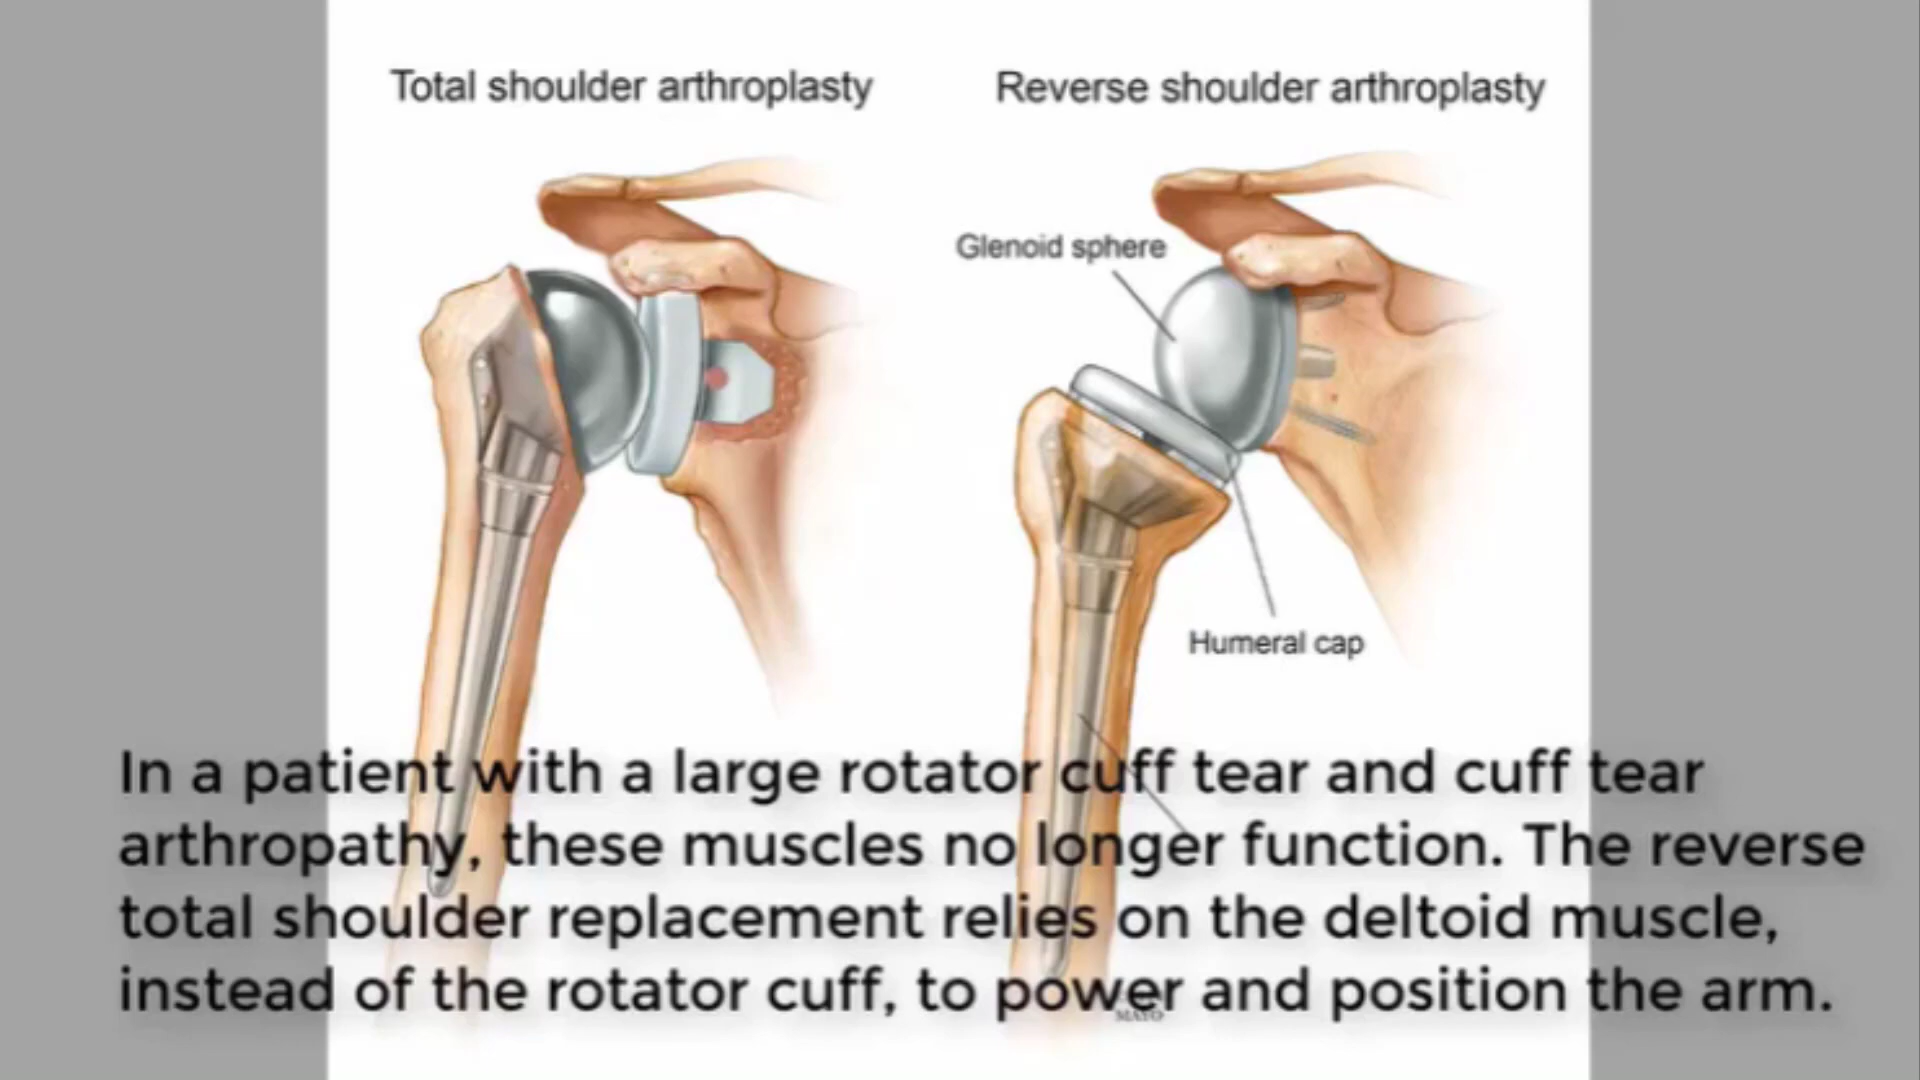 Total shoulder arthroplasty
Reverse shoulder arthroplasty
Glenoid sphere
Humeral cap
In a patient with a large rotator cuff tear and cuff tear
arthropathy, these muscles no longer function. The reverse
total shoulder replacement relies on the deltoid muscle,
instead of the rotator cuff, to power and position the arm.
MAYO